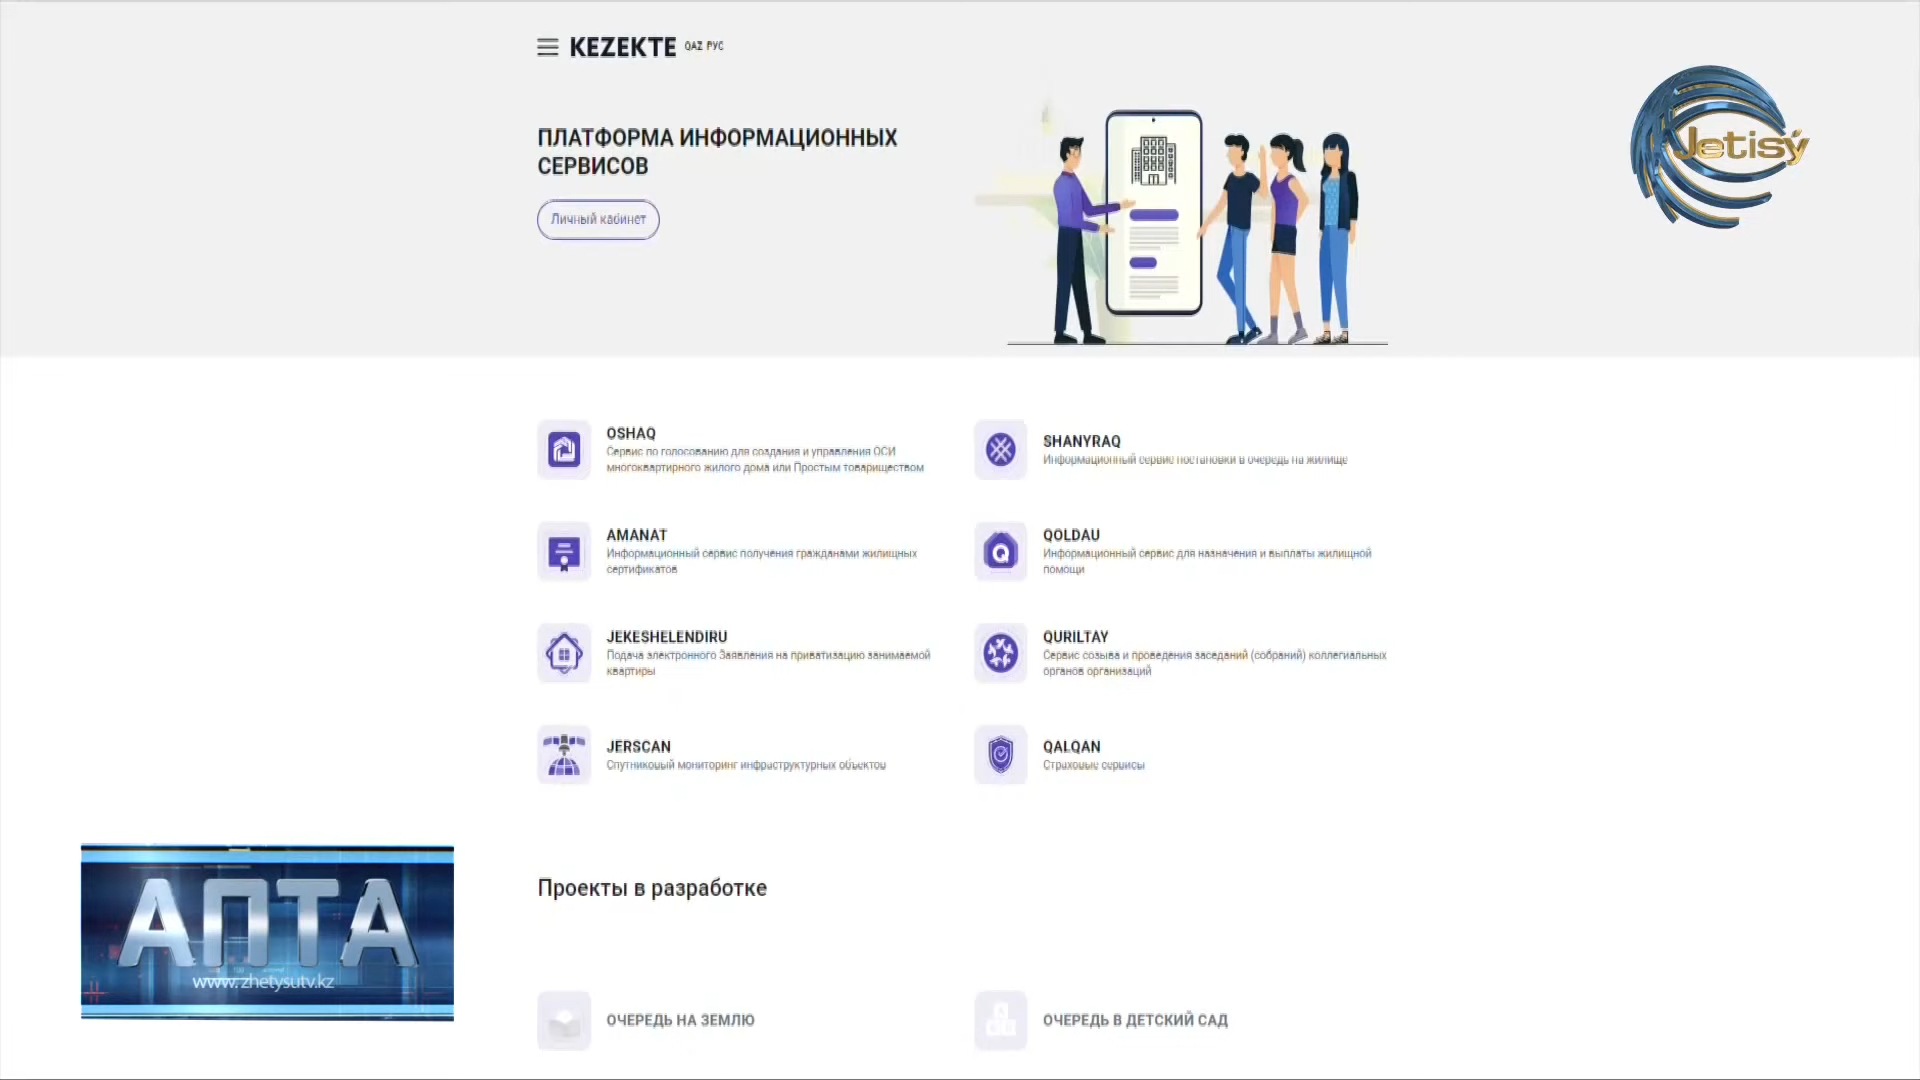 KEZEKTE QAZ РУС
Jetisý
ПЛАТФОРМА ИНФОРМАЦИОННЫХ
СЕРВИСОВ
Личный кабинет
OSHAQ
Сервис по голосованию для создания и управления ОСИ
многоквартирного жилого дома или Простым товариществом
SHANYRAQ
Информационный сервис постановки в очередь на жилище
AMANAT
Информационный сервис получения гражданами жилищных
сертификатов
QOLDAU
Информационный сервис для назначения и выплаты жилищной
помощи
JEKESHELENDIRU
Подача электронного Заявления на приватизацию занимаемой
квартиры
QURILTAY
Сервис созыва и проведения заседаний (собраний) коллегиальных
органов организаций
JERSCAN
Спутниковый мониторинг инфраструктурных объектов
QALQAN
Страховые сервисы
Проекты в разработке
ОЧЕРЕДЬ НА ЗЕМЛЮ
ОЧЕРЕДЬ В ДЕТСКИЙ САД
АПТА
www.zhetysutv.kz